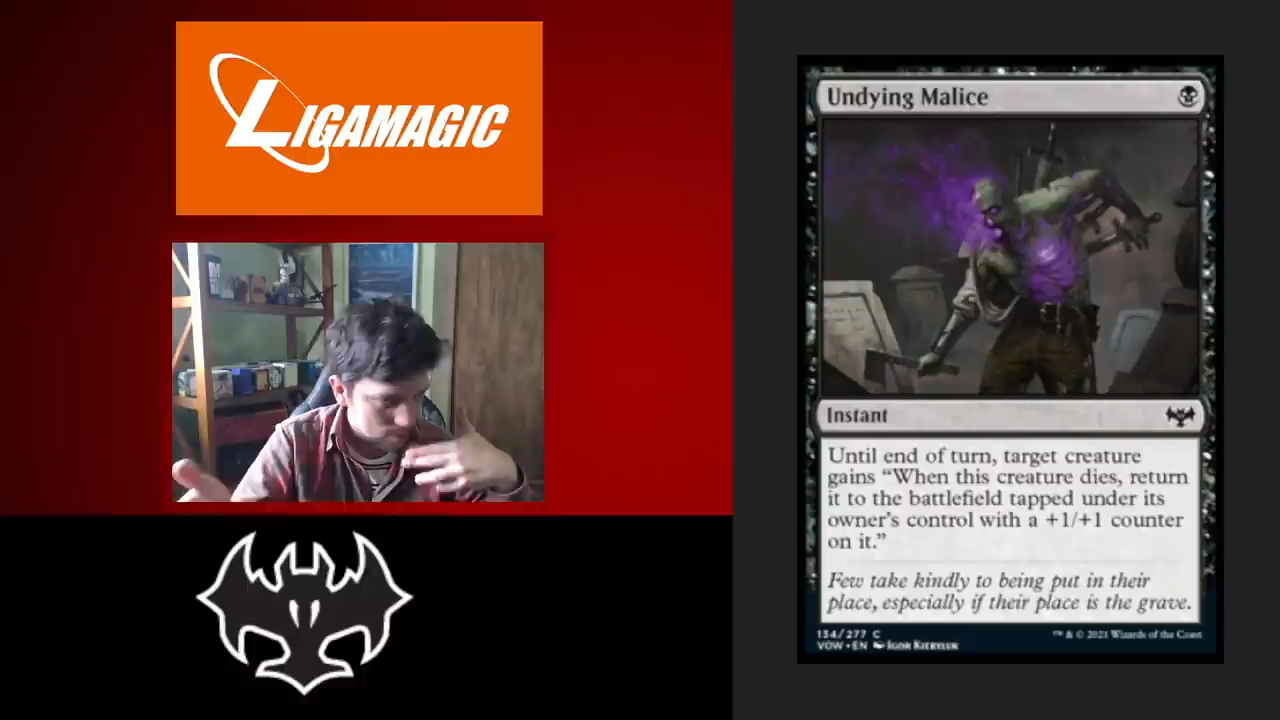 LIGAMAGIC
Undying Malice
Instant
Until end of turn, target creature
gains “When this creature dies, return
it to the battlefield tapped under its
owner's control with a +1/+1 counter
on it.”
Few take kindly to being put in their
place, especially if their place is the grave.
134/277 C
™ & © 2021 Wizards of the Coast
VOW • EN Igor Kieryluk